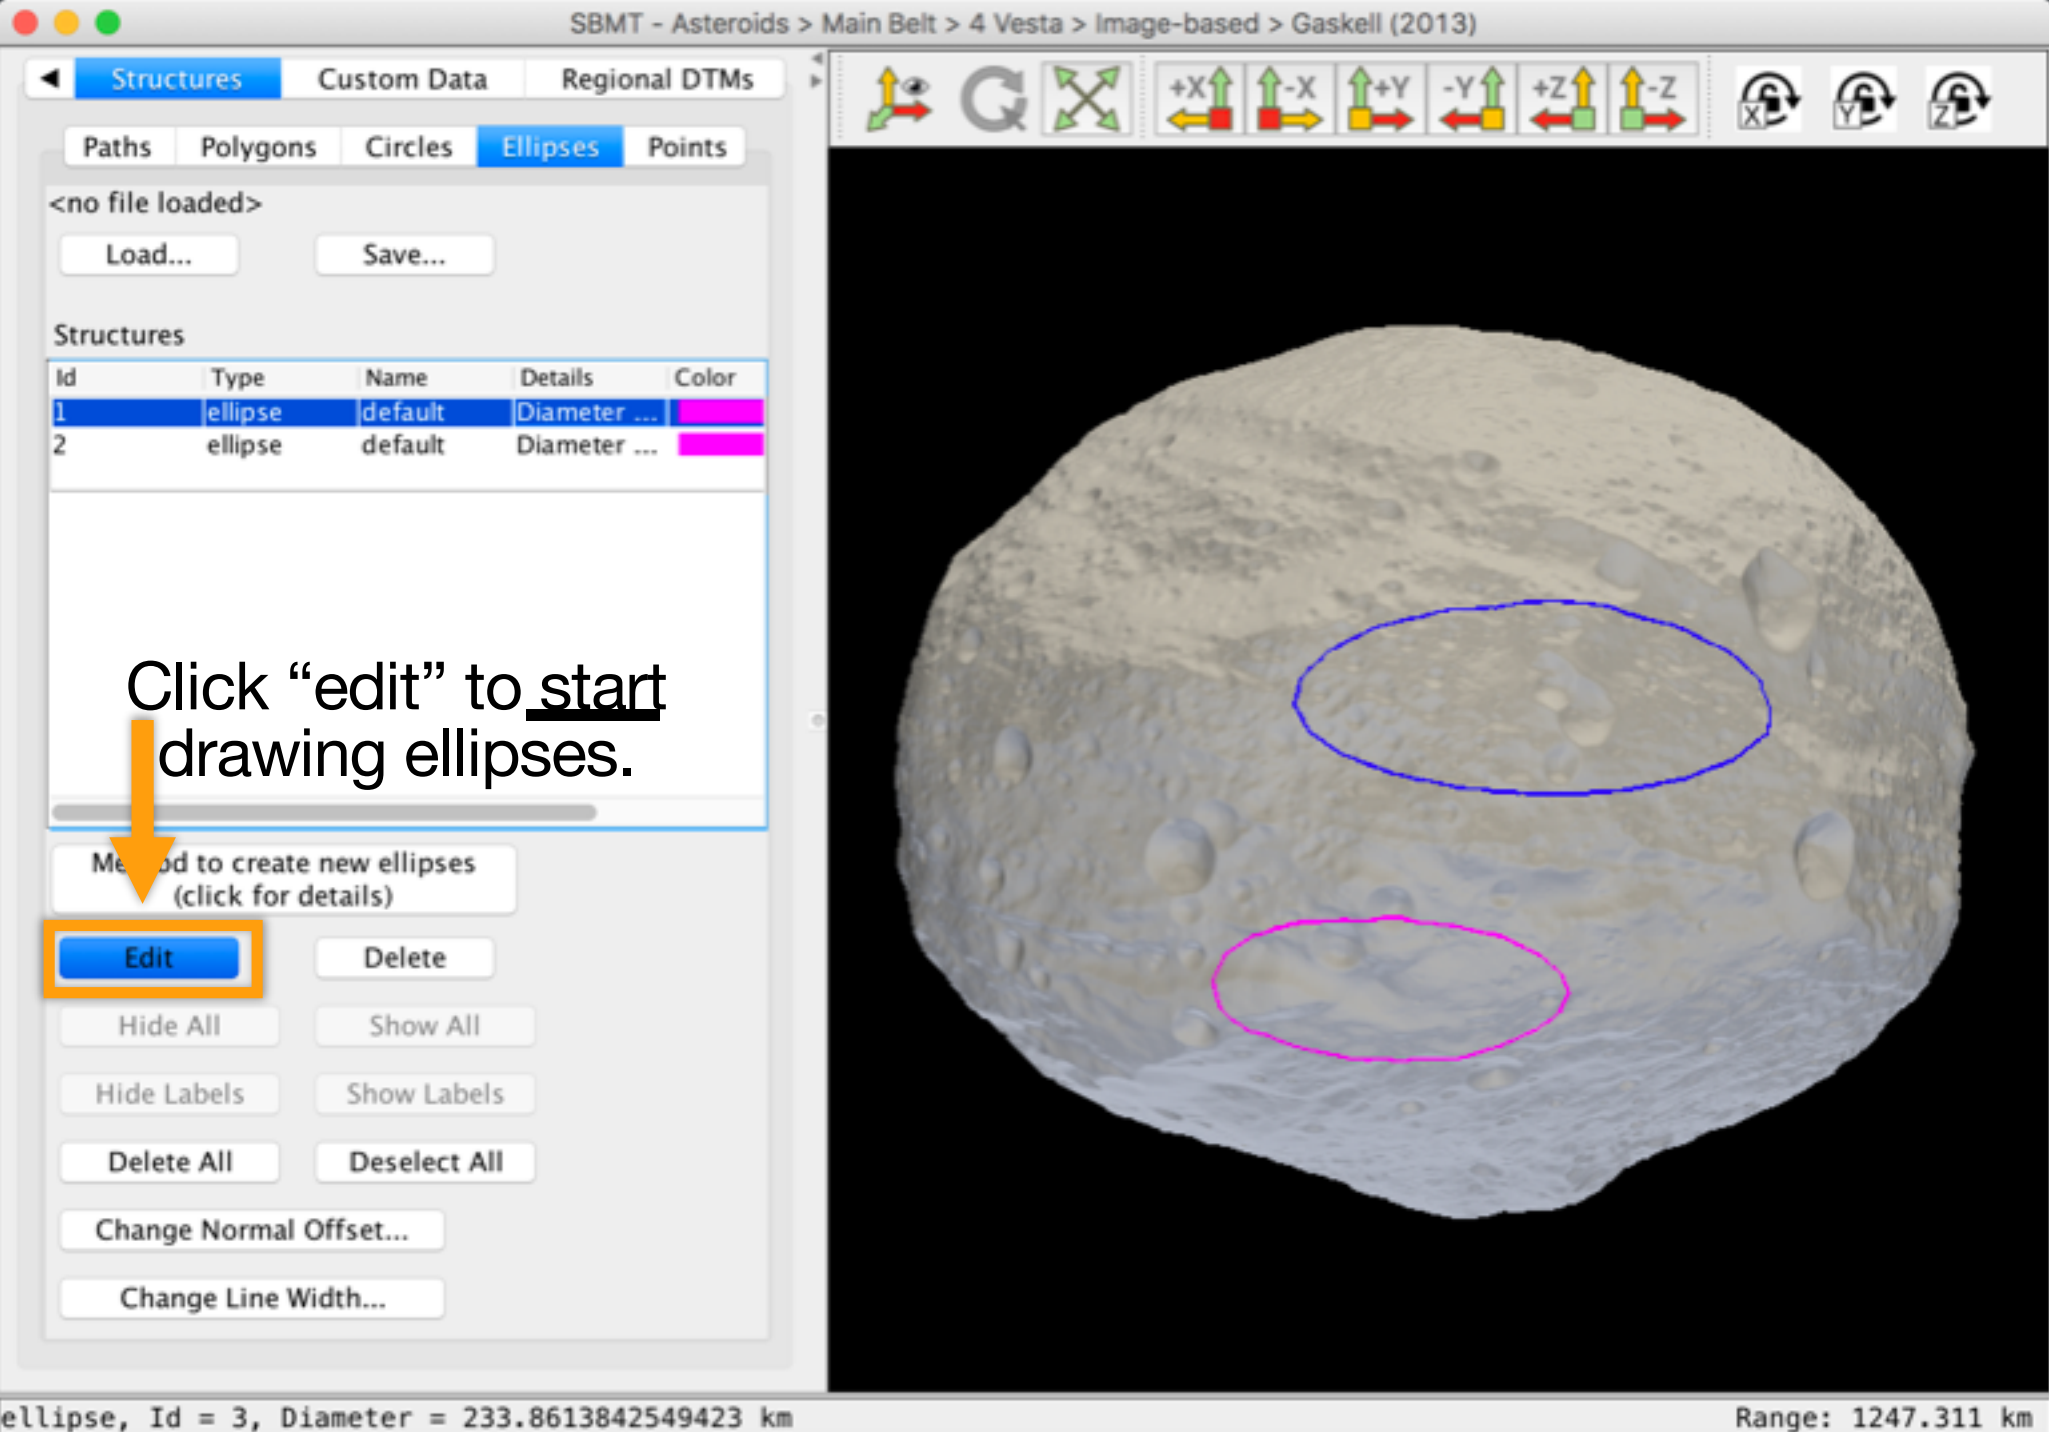 SBMT - Asteroids > Main Belt > 4 Vesta > Image-based > Gaskell (2013)
Structures Custom Data Regional DTMs
+X -X +Y -Y +Z -Z X Y Z
Paths Polygons Circles Ellipses Points
<no file loaded>
Load... Save...
Structures
Id Type Name Details Color
1 ellipse default Diameter ...
2 ellipse default Diameter ...
Click “edit” to start
drawing ellipses.
to create new ellipses
(click for details)
Edit Delete
Hide All Show All
Hide Labels Show Labels
Delete All Deselect All
Change Normal Offset...
Change Line Width...
ellipse, Id = 3, Diameter = 233.8613842549423 km Range: 1247.311 km